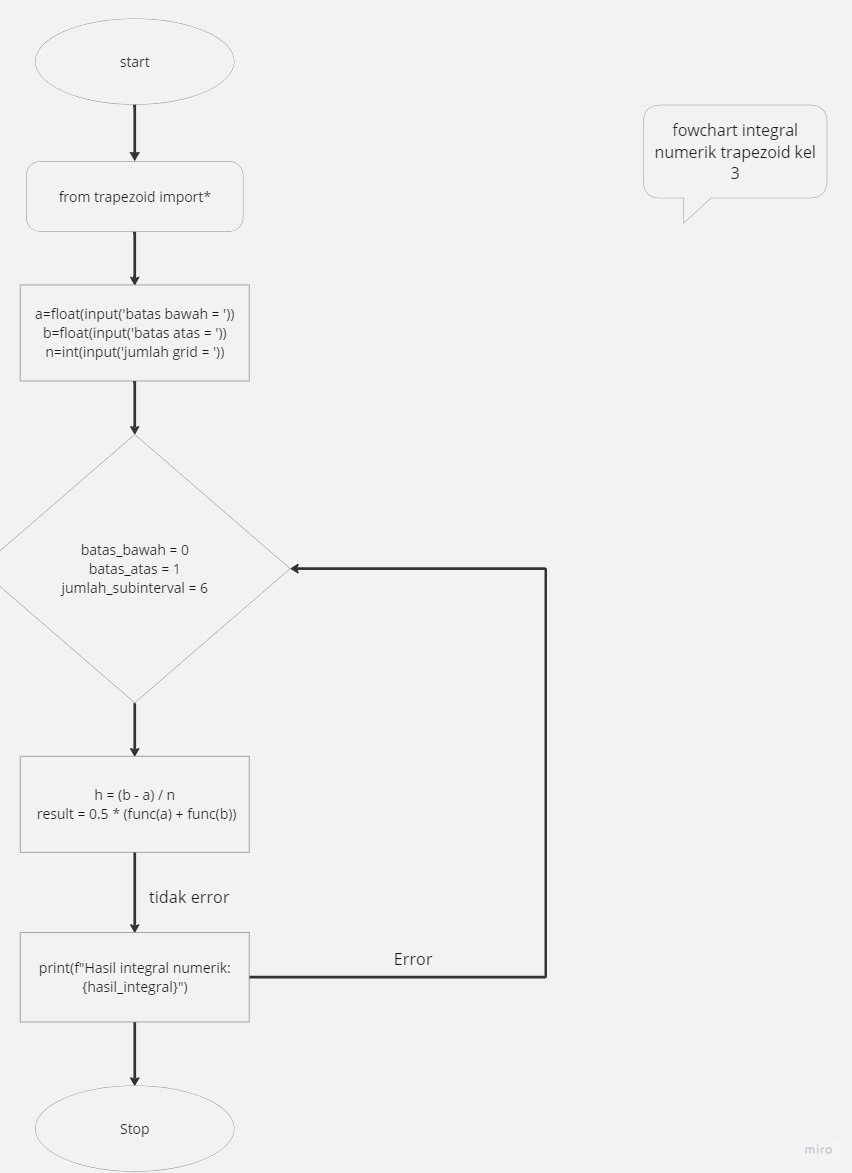 start
fowchart integral
numerik trapezoid kel
3
from trapezoid import*
a=float(input('batas bawah = '))
b=float(input('batas atas = '))
n=int(input('jumlah grid = '))
batas_bawah = 0
batas_atas = 1
jumlah_subinterval = 6
h = (b - a) / n
result = 0.5 * (func(a) + func(b))
tidak error
Error
print(f"Hasil integral numerik:
{hasil_integral}")
Stop
miro